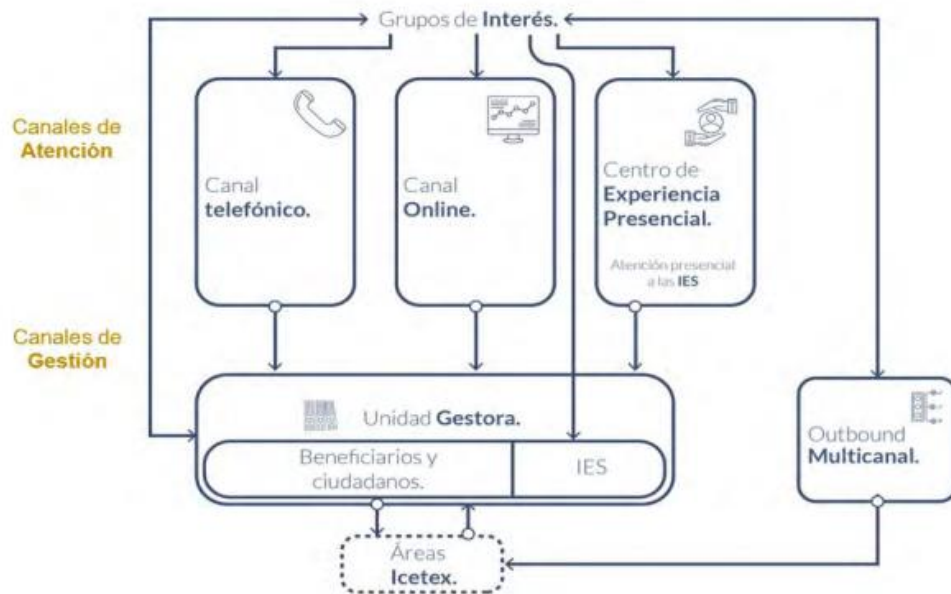 Grupos de Interés.
Canales de
Atención
Canal
telefónico.
Canal
Online.
Centro de
Experiencia
Presencial.
Atención presencial
a las IES
Canales de
Gestión
Unidad Gestora.
Beneficiarios y
ciudadanos.
IES
Outbound
Multicanal.
Áreas
Icetex.